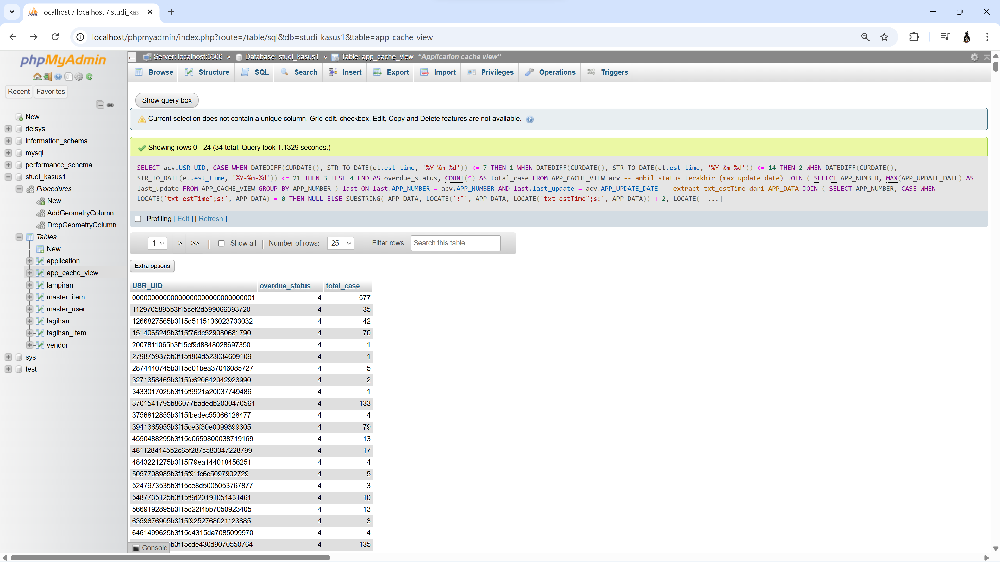 localhost / localhost / studi_kas
localhost/phpmyadmin/index.php?route=/table/sql&db=studi_kasus1&table=app_cache_view
phpMyAdmin
Recent
Favorites
New
delsys
information_schema
mysql
performance_schema
studi_kasus1
Procedures
New
AddGeometryColumn
DropGeometryColumn
Tables
New
application
app_cache_view
lampiran
master_item
master_user
tagihan
tagihan_item
vendor
sys
test
Server: localhost:3306 » Database: studi_kasus1 » Table: app_cache_view “Application cache view”
Browse Structure SQL Search Insert Export Import Privileges Operations Triggers
Show query box
Current selection does not contain a unique column. Grid edit, checkbox, Edit, Copy and Delete features are not available.
Showing rows 0 - 24 (34 total, Query took 1.1329 seconds.)
SELECT acv.USR_UID, CASE WHEN DATEDIFF(CURDATE(), STR_TO_DATE(et.est_time, '%Y-%m-%d')) <= 7 THEN 1 WHEN DATEDIFF(CURDATE(), STR_TO_DATE(et.est_time, '%Y-%m-%d')) <= 14 THEN 2 WHEN DATEDIFF(CURDATE(),
STR_TO_DATE(et.est_time, '%Y-%m-%d')) <= 21 THEN 3 ELSE 4 END AS overdue_status, COUNT(*) AS total_case FROM APP_CACHE_VIEW acv -- ambil status terakhir (max update date) JOIN ( SELECT APP_NUMBER, MAX(APP_UPDATE_DATE) AS
last_update FROM APP_CACHE_VIEW GROUP BY APP_NUMBER ) last ON last.APP_NUMBER = acv.APP_NUMBER AND last.last_update = acv.APP_UPDATE_DATE -- extract txt_estTime dari APP_DATA JOIN ( SELECT APP_NUMBER, CASE WHEN
LOCATE('txt_estTime";s:', APP_DATA) = 0 THEN NULL ELSE SUBSTRING( APP_DATA, LOCATE(':"', APP_DATA, LOCATE('txt_estTime";s:', APP_DATA)) + 2, LOCATE( [...]
Profiling [ Edit ] [ Refresh ]
1 > >> Show all Number of rows: 25 Filter rows: Search this table
Extra options
USR_UID overdue_status total_case
00000000000000000000000000000001 4 577
1129705895b3f15cef2d599066393720 4 35
1266827565b3f15d5115136023733032 4 42
1514065245b3f15f76dc529080681790 4 70
2007811065b3f15cf9d8848028697350 4 1
2798759375b3f15f804d523034609109 4 1
2874440745b3f15d01bea37046085727 4 5
3271358465b3f15fc620642042923990 4 2
3433017025b3f15f9921a20037749486 4 1
3701541795b86077badedb2030470561 4 133
3756812855b3f15fbedec55066128477 4 4
3941365955b3f15ce3f30e0099399305 4 79
4550488295b3f15d0659800038719169 4 13
4811284145b2c65f287c583047228799 4 17
4843221275b3f15f79ea144018456251 4 4
5057708985b3f15f91fc6c5097902729 4 5
5247973535b3f15ce8d5005053767877 4 3
5487735125b3f15f9d20191051431461 4 10
5669192895b3f15d22f4bb7050923405 4 13
6359676905b3f15f9252768021123885 4 3
6461499625b3f15d4315da7085099970 4 4
b3f15cde430d9070550764 4 135
Console